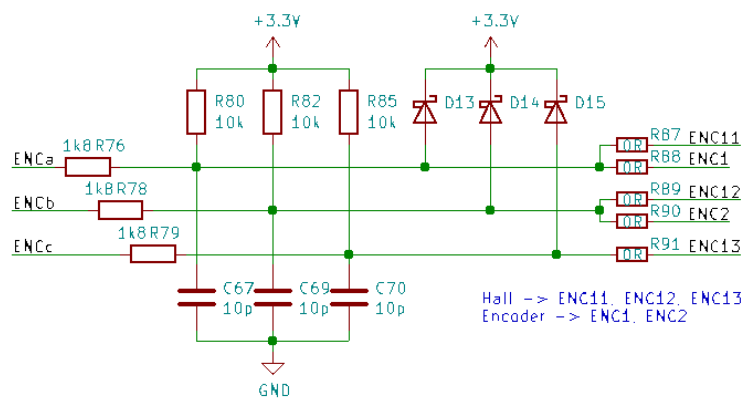 +3.3V
+3.3V
R80
10k
R82
10k
R85
10k
D13
D14
D15
1k8 R76
ENCa
1k8 R78
ENCb
1k8 R79
ENCc
R87
0R
ENC11
R88
0R
ENC1
R89
0R
ENC12
R90
0R
ENC2
R91
0R
ENC13
C67
10p
C69
10p
C70
10p
Hall -> ENC11, ENC12, ENC13
Encoder -> ENC1, ENC2
GND